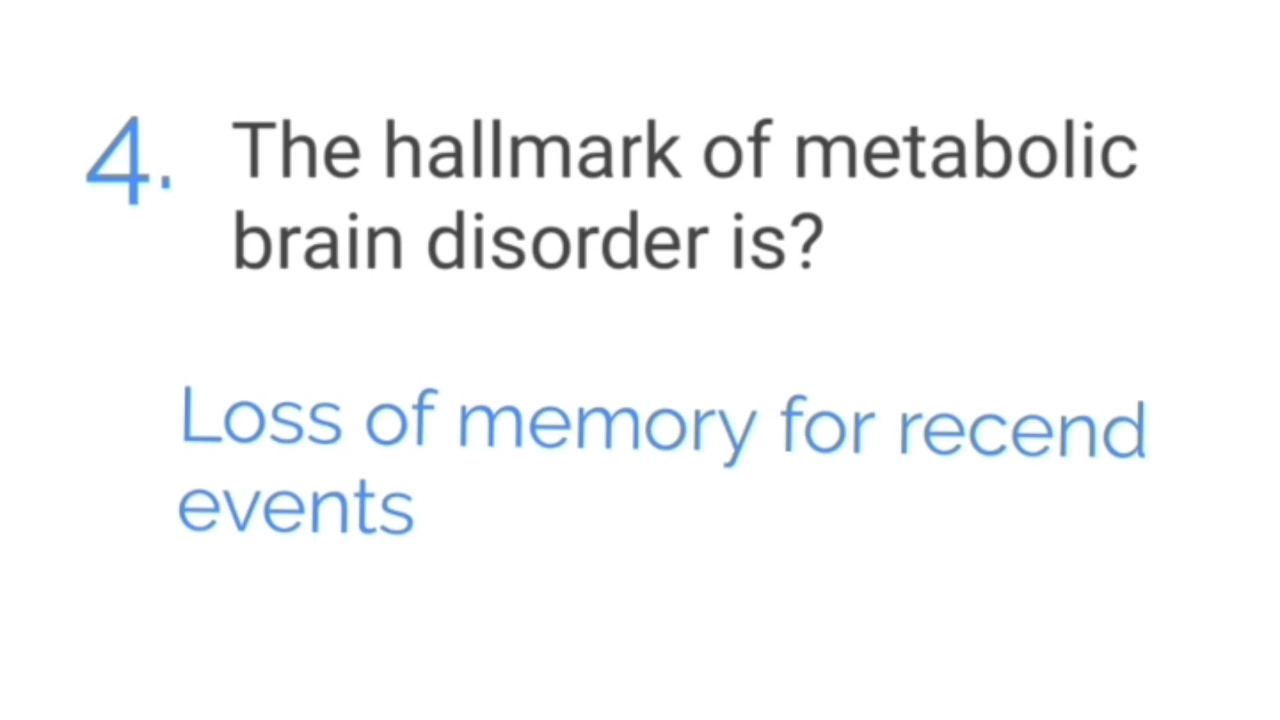 4. The hallmark of metabolic
brain disorder is?
Loss of memory for recend
events